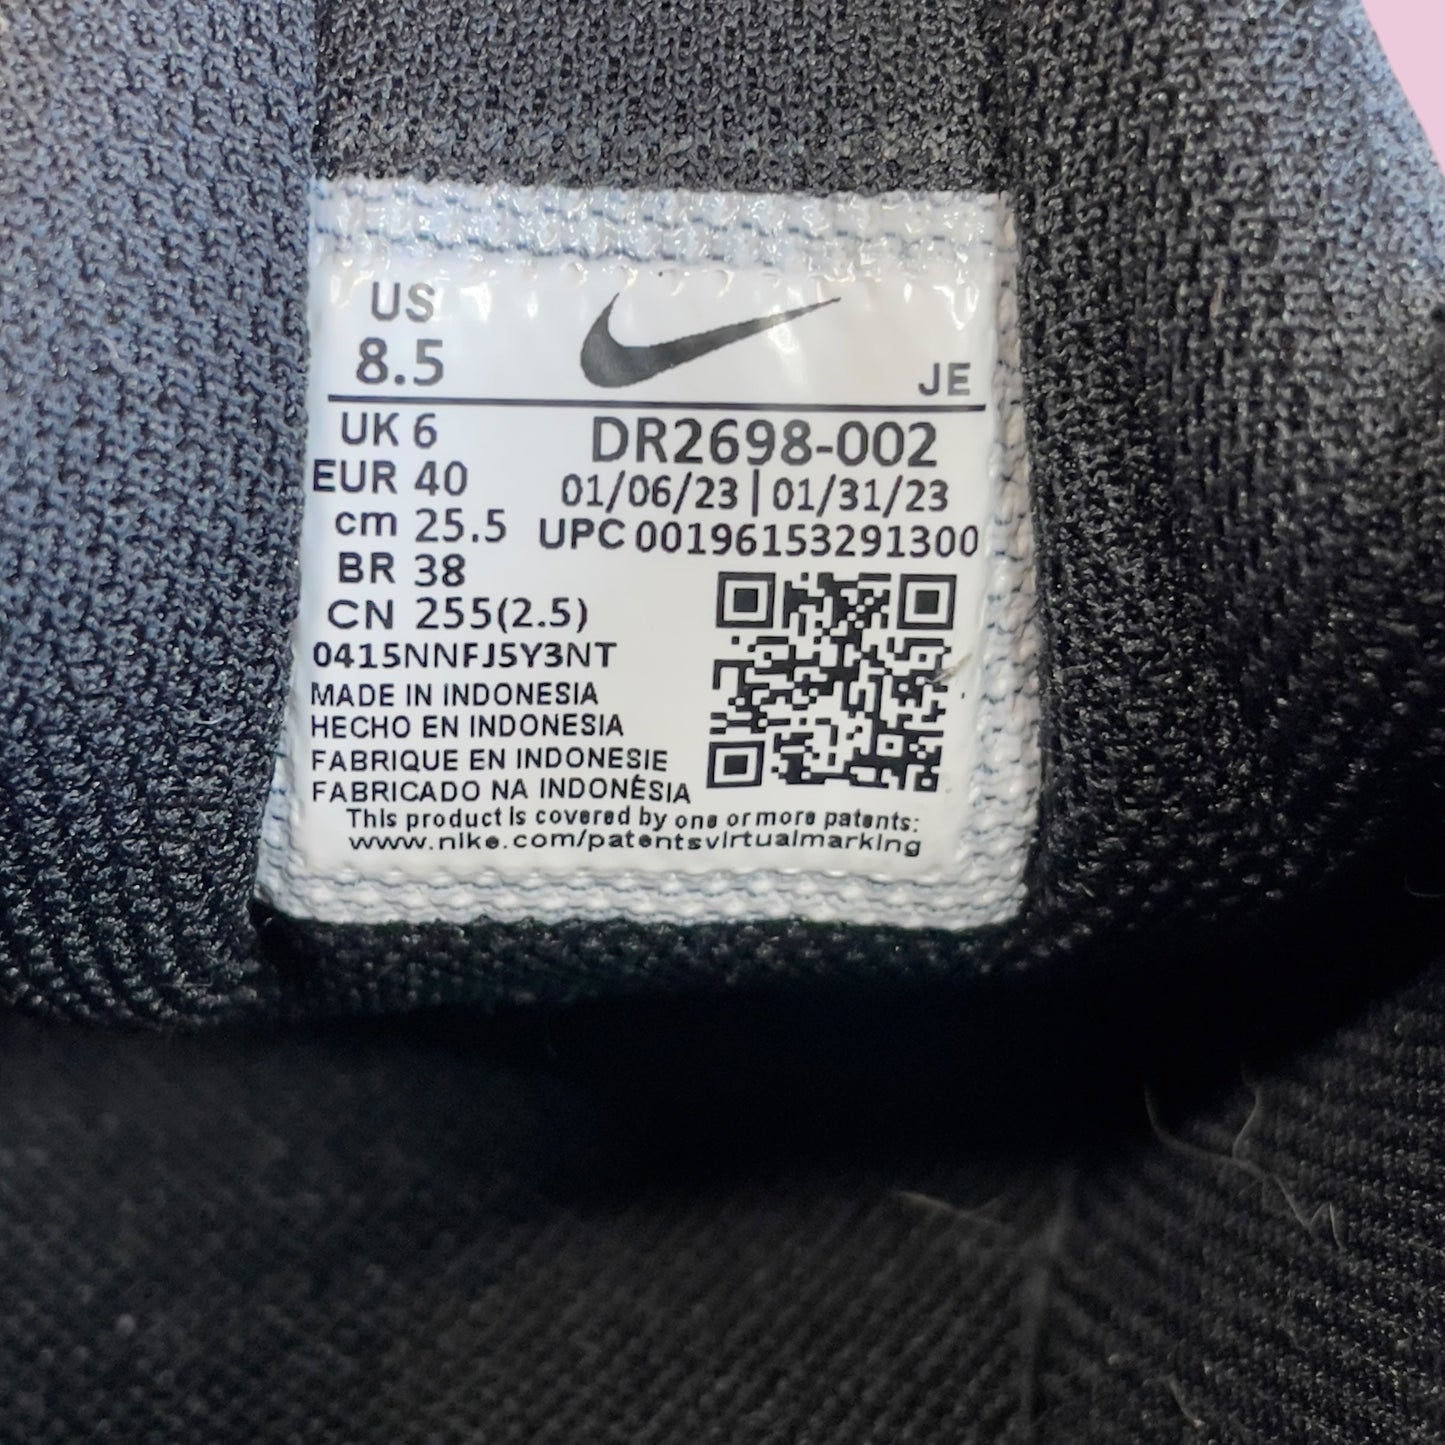 US
8.5
JE
UK 6
EUR 40
cm 25.5
BR 38
CN 255(2.5)
DR2698-002
01/06/23 | 01/31/23
UPC 00196153291300
0415NNFJ5Y3NT
MADE IN INDONESIA
HECHO EN INDONESIA
FABRIQUE EN INDONESIE
FABRICADO NA INDONÉSIA
This product is covered by one or more patents:
www.nike.com/patentsvirtualmarking